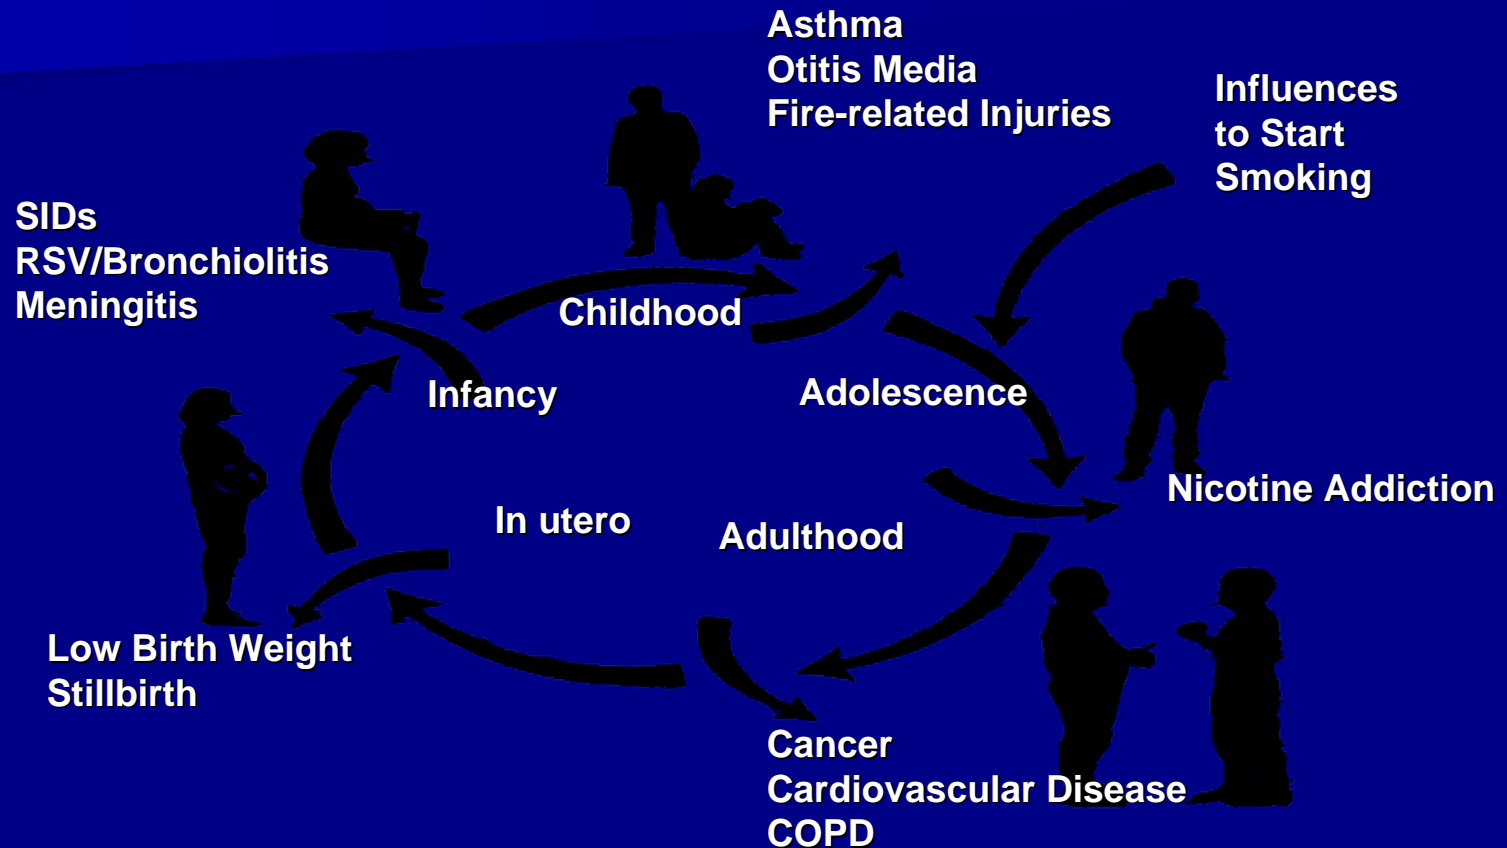 Asthma
Otitis Media
Fire-related Injuries
Influences
to Start
Smoking
SIDs
RSV/Bronchiolitis
Meningitis
Childhood
Infancy
Adolescence
Nicotine Addiction
In utero
Adulthood
Low Birth Weight
Stillbirth
Cancer
Cardiovascular Disease
COPD